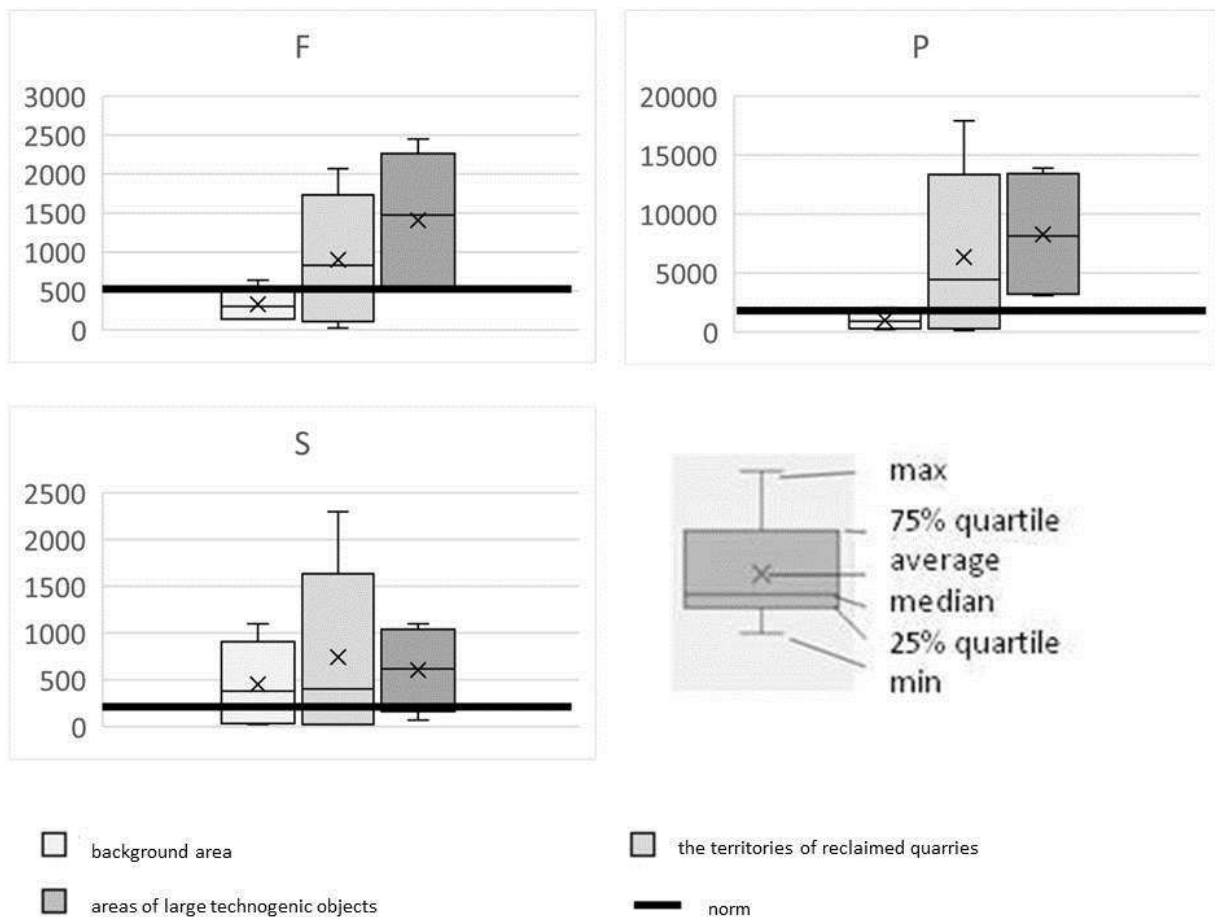 F
3000
2500
2000
1500
1000
500
0
P
20000
15000
10000
5000
0
S
2500
2000
1500
1000
500
0
max
75% quartile
average
median
25% quartile
min
background area
the territories of reclaimed quarries
areas of large technogenic objects
norm